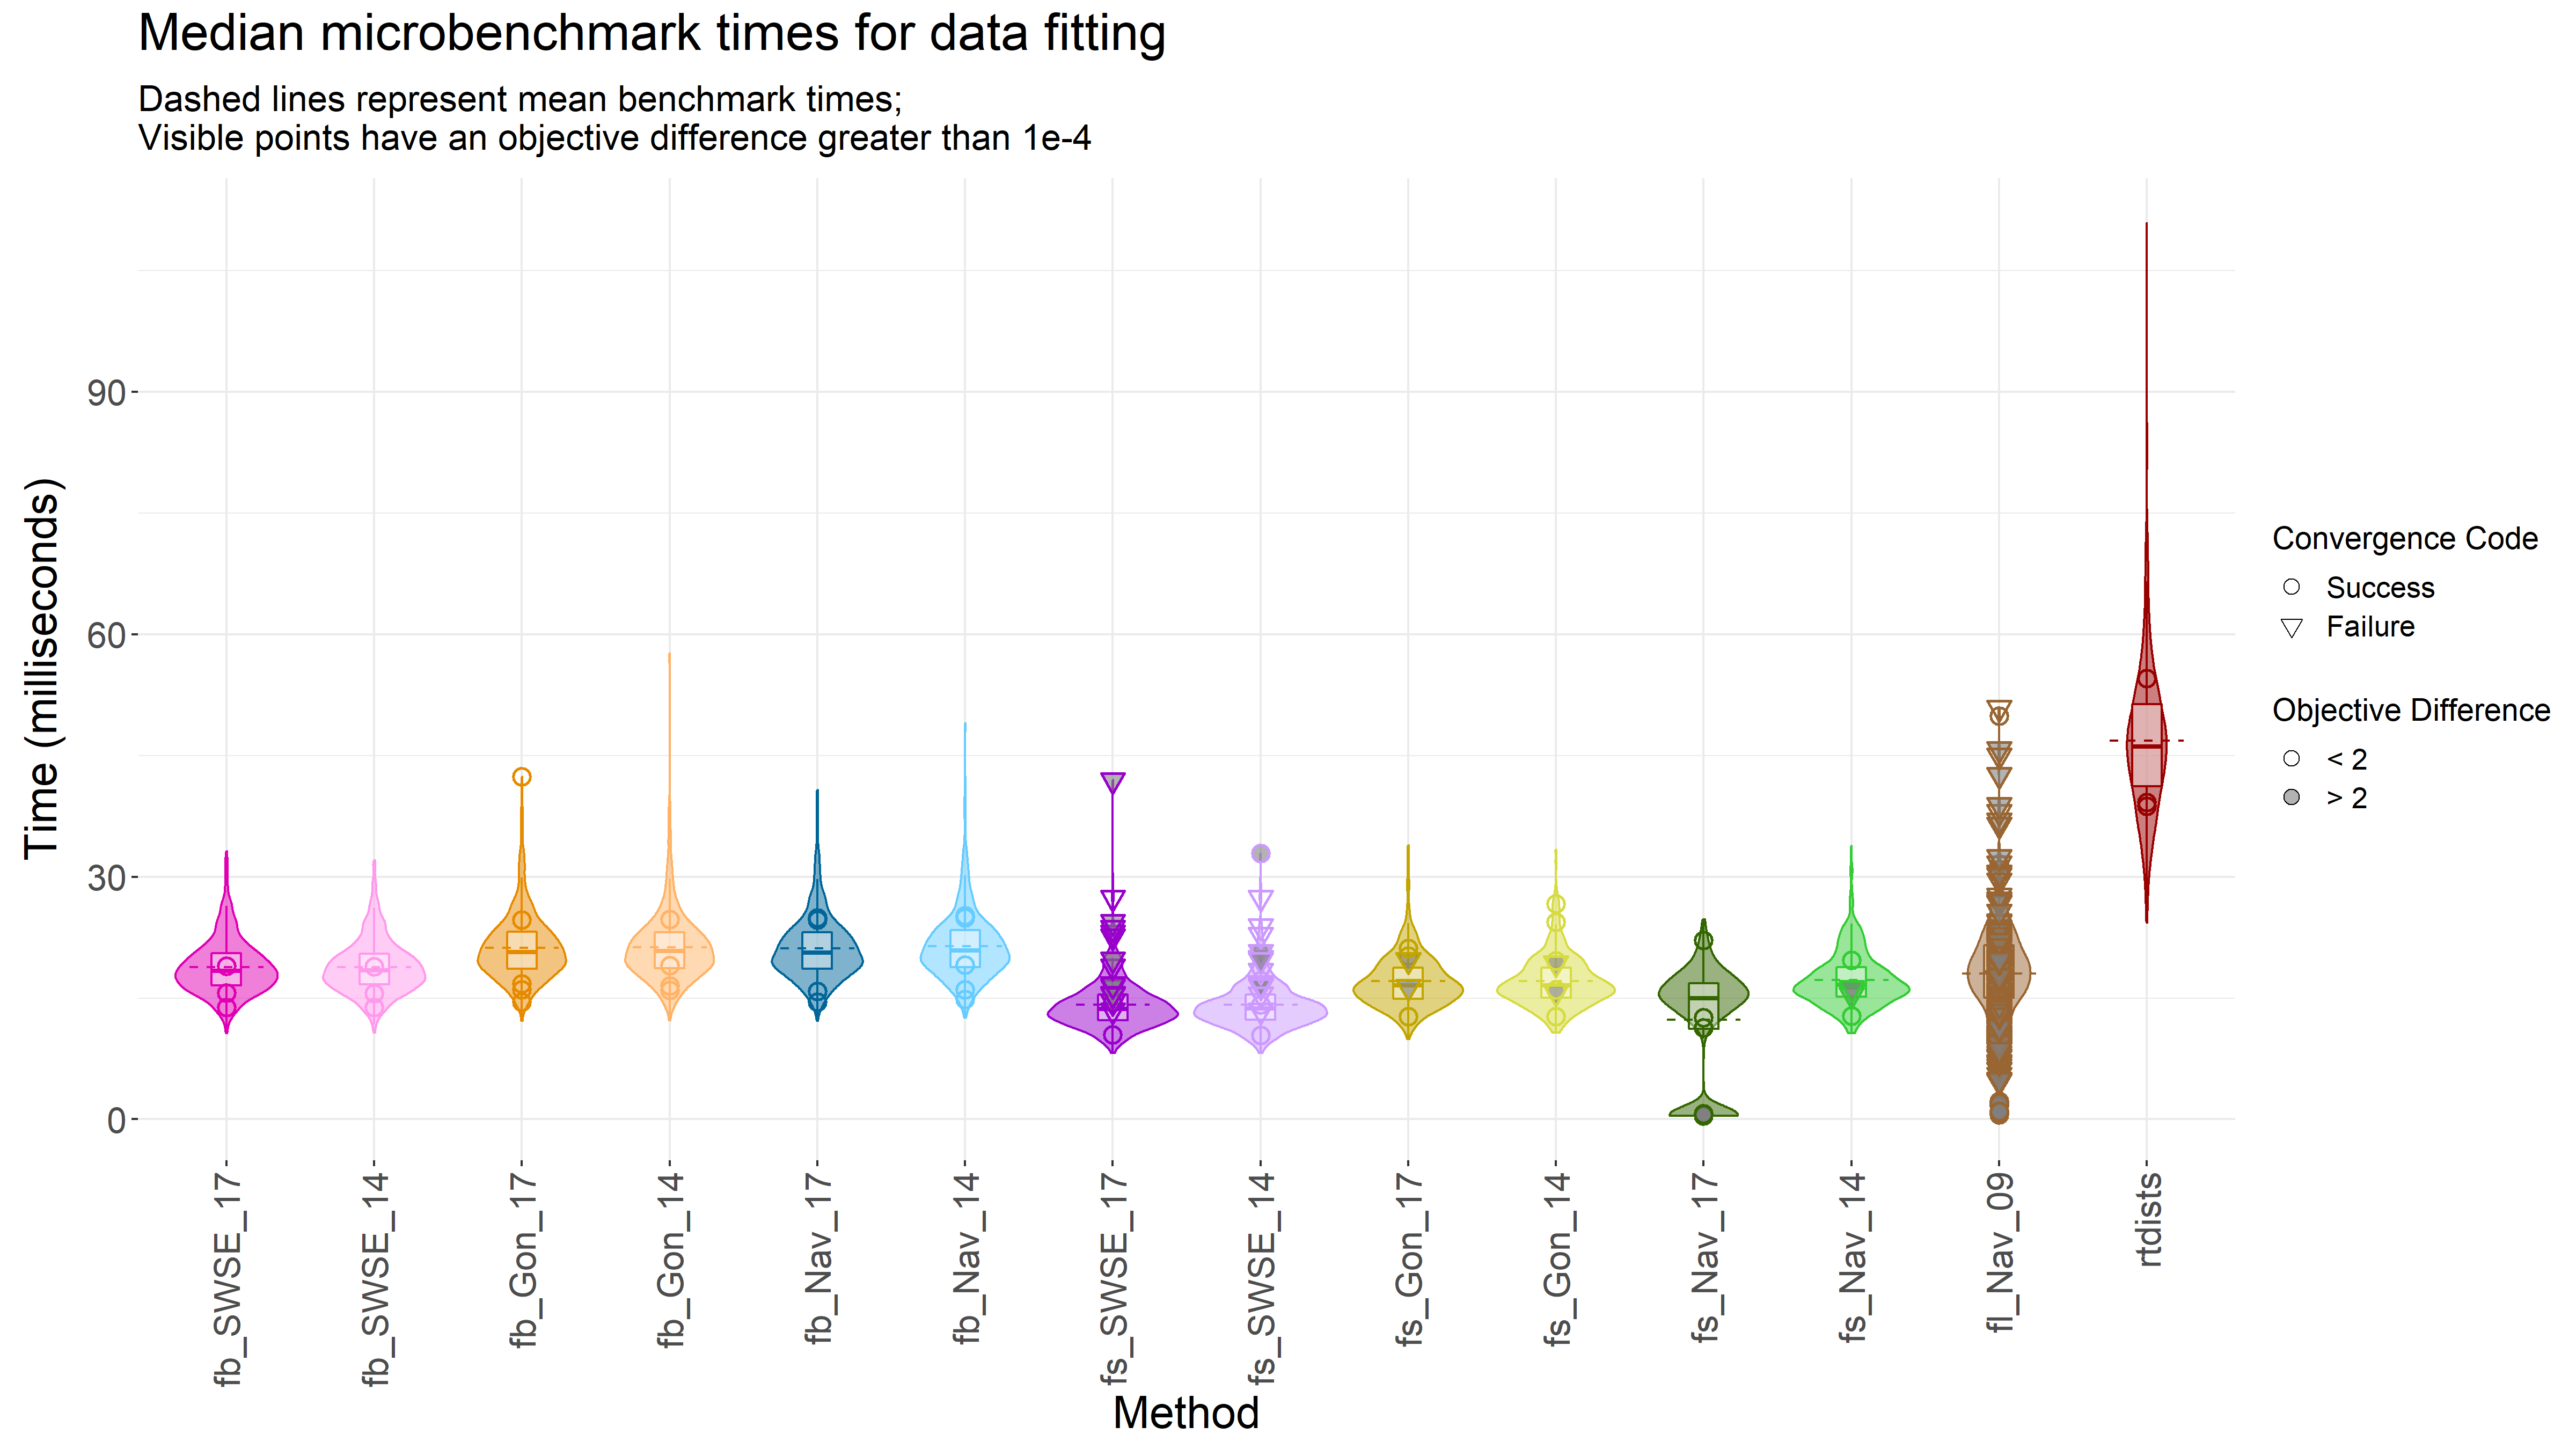 Median microbenchmark times for data fitting
Dashed lines represent mean benchmark times;
Visible points have an objective difference greater than 1e-4
Time (milliseconds)
90
60
30
0
fb_SWSE_17
fb_SWSE_14
fb_Gon_17
fb_Gon_14
fb_Nav_17
fb_Nav_14
fs_SWSE_17
fs_SWSE_14
fs_Gon_17
fs_Gon_14
fs_Nav_17
fs_Nav_14
fl_Nav_09
rtdists
Method
Convergence Code
Success
Failure
Objective Difference
< 2
> 2